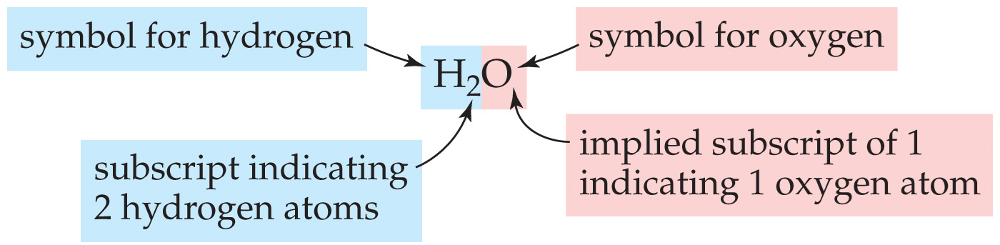 symbol for hydrogen
symbol for oxygen
H₂O
subscript indicating
2 hydrogen atoms
implied subscript of 1
indicating 1 oxygen atom